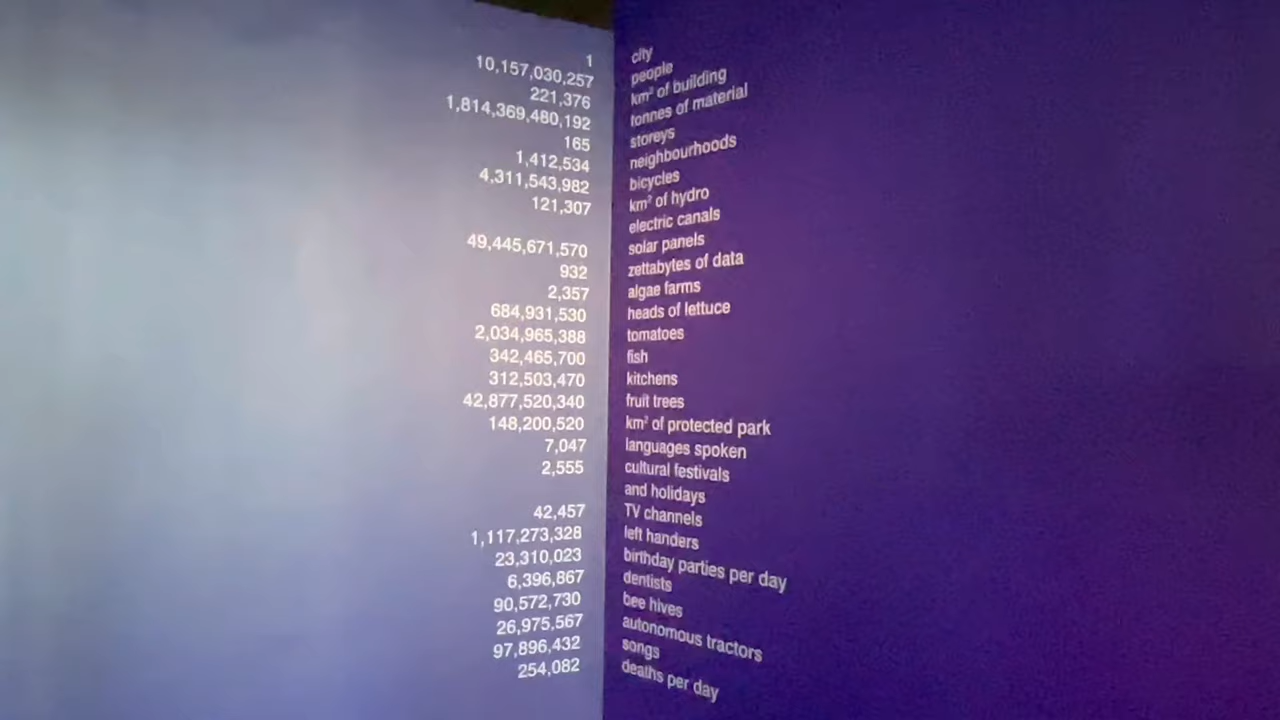 1 city
10,157,030,257 people
221,376 km² of building
1,814,369,480,192 tonnes of material
165 storeys
1,412,534 neighbourhoods
4,311,543,982 bicycles
121,307 km² of hydro
electric canals
49,445,671,570 solar panels
932 zettabytes of data
2,357 algae farms
684,931,530 heads of lettuce
2,034,965,388 tomatoes
342,465,700 fish
312,503,470 kitchens
42,877,520,340 fruit trees
148,200,520 km² of protected park
7,047 languages spoken
2,555 cultural festivals
and holidays
42,457 TV channels
1,117,273,328 left handers
23,310,023 birthday parties per day
6,396,867 dentists
90,572,730 bee hives
26,975,567 autonomous tractors
97,896,432 songs
254,082 deaths per day